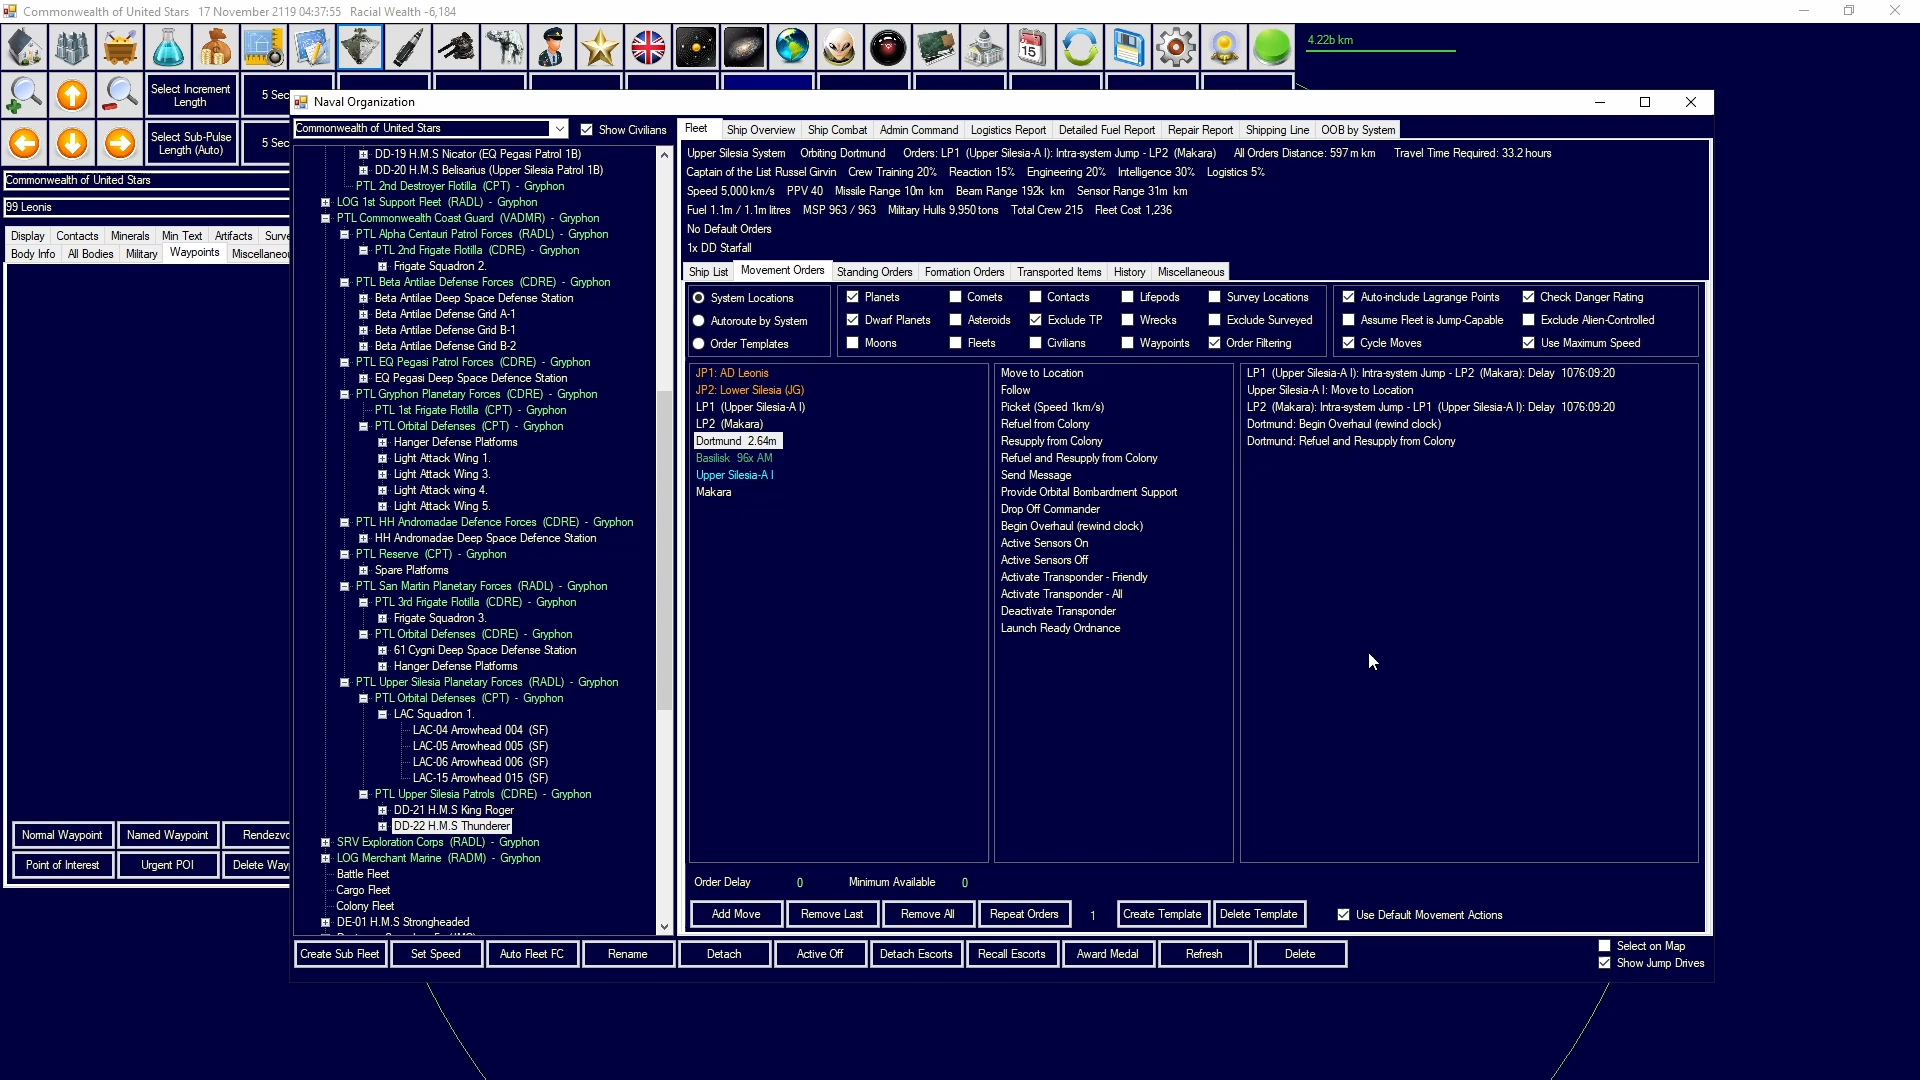 Commonwealth of United Stars 17 November 2119 04:37:55 Racial Wealth -6,184
4.22b km
Select Increment Length
5 Sec
Select Sub-Pulse Length (Auto)
5 Sec
Commonwealth of United Stars
99 Leonis
Display Contacts Minerals Min Text Artifacts Surve
Body Info All Bodies Military Waypoints Miscellaneo
Normal Waypoint Named Waypoint Rendezvo
Point of Interest Urgent POI Delete Way
Naval Organization
Commonwealth of United Stars
Show Civilians
DD-19 H.M.S Nicator (EQ Pegasi Patrol 1B)
DD-20 H.M.S Belisarius (Upper Silesia Patrol 1B)
PTL 2nd Destroyer Flotilla (CPT) - Gryphon
LOG 1st Support Fleet (RADL) - Gryphon
PTL Commonwealth Coast Guard (VADMR) - Gryphon
PTL Alpha Centauri Patrol Forces (RADL) - Gryphon
PTL 2nd Frigate Flotilla (CDRE) - Gryphon
Frigate Squadron 2.
PTL Beta Antilae Defense Forces (CDRE) - Gryphon
Beta Antilae Deep Space Defense Station
Beta Antilae Defense Grid A-1
Beta Antilae Defense Grid B-1
Beta Antilae Defense Grid B-2
PTL EQ Pegasi Patrol Forces (CDRE) - Gryphon
EQ Pegasi Deep Space Defence Station
PTL Gryphon Planetary Forces (CDRE) - Gryphon
PTL 1st Frigate Flotilla (CPT) - Gryphon
PTL Orbital Defenses (CPT) - Gryphon
Hanger Defense Platforms
Light Attack Wing 1.
Light Attack Wing 3.
Light Attack wing 4.
Light Attack Wing 5.
PTL HH Andromadae Defence Forces (CDRE) - Gryphon
HH Andromadae Deep Space Defence Station
PTL Reserve (CPT) - Gryphon
Spare Platforms
PTL San Martin Planetary Forces (RADL) - Gryphon
PTL 3rd Frigate Flotilla (CDRE) - Gryphon
Frigate Squadron 3.
PTL Orbital Defenses (CDRE) - Gryphon
61 Cygni Deep Space Defense Station
Hanger Defense Platforms
PTL Upper Silesia Planetary Forces (RADL) - Gryphon
PTL Orbital Defenses (CPT) - Gryphon
LAC Squadron 1.
LAC-04 Arrowhead 004 (SF)
LAC-05 Arrowhead 005 (SF)
LAC-06 Arrowhead 006 (SF)
LAC-15 Arrowhead 015 (SF)
PTL Upper Silesia Patrols (CDRE) - Gryphon
DD-21 H.M.S King Roger
DD-22 H.M.S Thunderer
SRV Exploration Corps (RADL) - Gryphon
LOG Merchant Marine (RADM) - Gryphon
Battle Fleet
Cargo Fleet
Colony Fleet
DE-01 H.M.S Strongheaded
Fleet Ship Overview Ship Combat Admin Command Logistics Report Detailed Fuel Report Repair Report Shipping Line OOB by System
Upper Silesia System Orbiting Dortmund Orders: LP1 (Upper Silesia-A I): Intra-system Jump - LP2 (Makara) All Orders Distance: 597m km Travel Time Required: 33.2 hours
Captain of the List Russel Girvin Crew Training 20% Reaction 15% Engineering 20% Intelligence 30% Logistics 5%
Speed 5,000 km/s PPV 40 Missile Range 10m km Beam Range 192k km Sensor Range 31m km
Fuel 1.1m / 1.1m litres MSP 963 / 963 Military Hulls 9,950 tons Total Crew 215 Fleet Cost 1,236
No Default Orders
1x DD Starfall
Ship List Movement Orders Standing Orders Formation Orders Transported Items History Miscellaneous
System Locations Planets Comets Contacts Lifepods Survey Locations Auto-include Lagrange Points Check Danger Rating
Autoroute by System Dwarf Planets Asteroids Exclude TP Wrecks Exclude Surveyed Assume Fleet is Jump-Capable Exclude Alien-Controlled
Order Templates Moons Fleets Civilians Waypoints Order Filtering Cycle Moves Use Maximum Speed
JP1: AD Leonis
JP2: Lower Silesia (JG)
LP1 (Upper Silesia-A I)
LP2 (Makara)
Dortmund 2.64m
Basilisk 96x AM
Upper Silesia-A I
Makara
Move to Location
Follow
Picket (Speed 1km/s)
Refuel from Colony
Resupply from Colony
Refuel and Resupply from Colony
Send Message
Provide Orbital Bombardment Support
Drop Off Commander
Begin Overhaul (rewind clock)
Active Sensors On
Active Sensors Off
Activate Transponder - Friendly
Activate Transponder - All
Deactivate Transponder
Launch Ready Ordnance
LP1 (Upper Silesia-A I): Intra-system Jump - LP2 (Makara): Delay 1076:09:20
Upper Silesia-A I: Move to Location
LP2 (Makara): Intra-system Jump - LP1 (Upper Silesia-A I): Delay 1076:09:20
Dortmund: Begin Overhaul (rewind clock)
Dortmund: Refuel and Resupply from Colony
Order Delay 0 Minimum Available 0
Add Move Remove Last Remove All Repeat Orders 1 Create Template Delete Template Use Default Movement Actions
Create Sub Fleet Set Speed Auto Fleet FC Rename Detach Active Off Detach Escorts Recall Escorts Award Medal Refresh Delete
Select on Map
Show Jump Drives